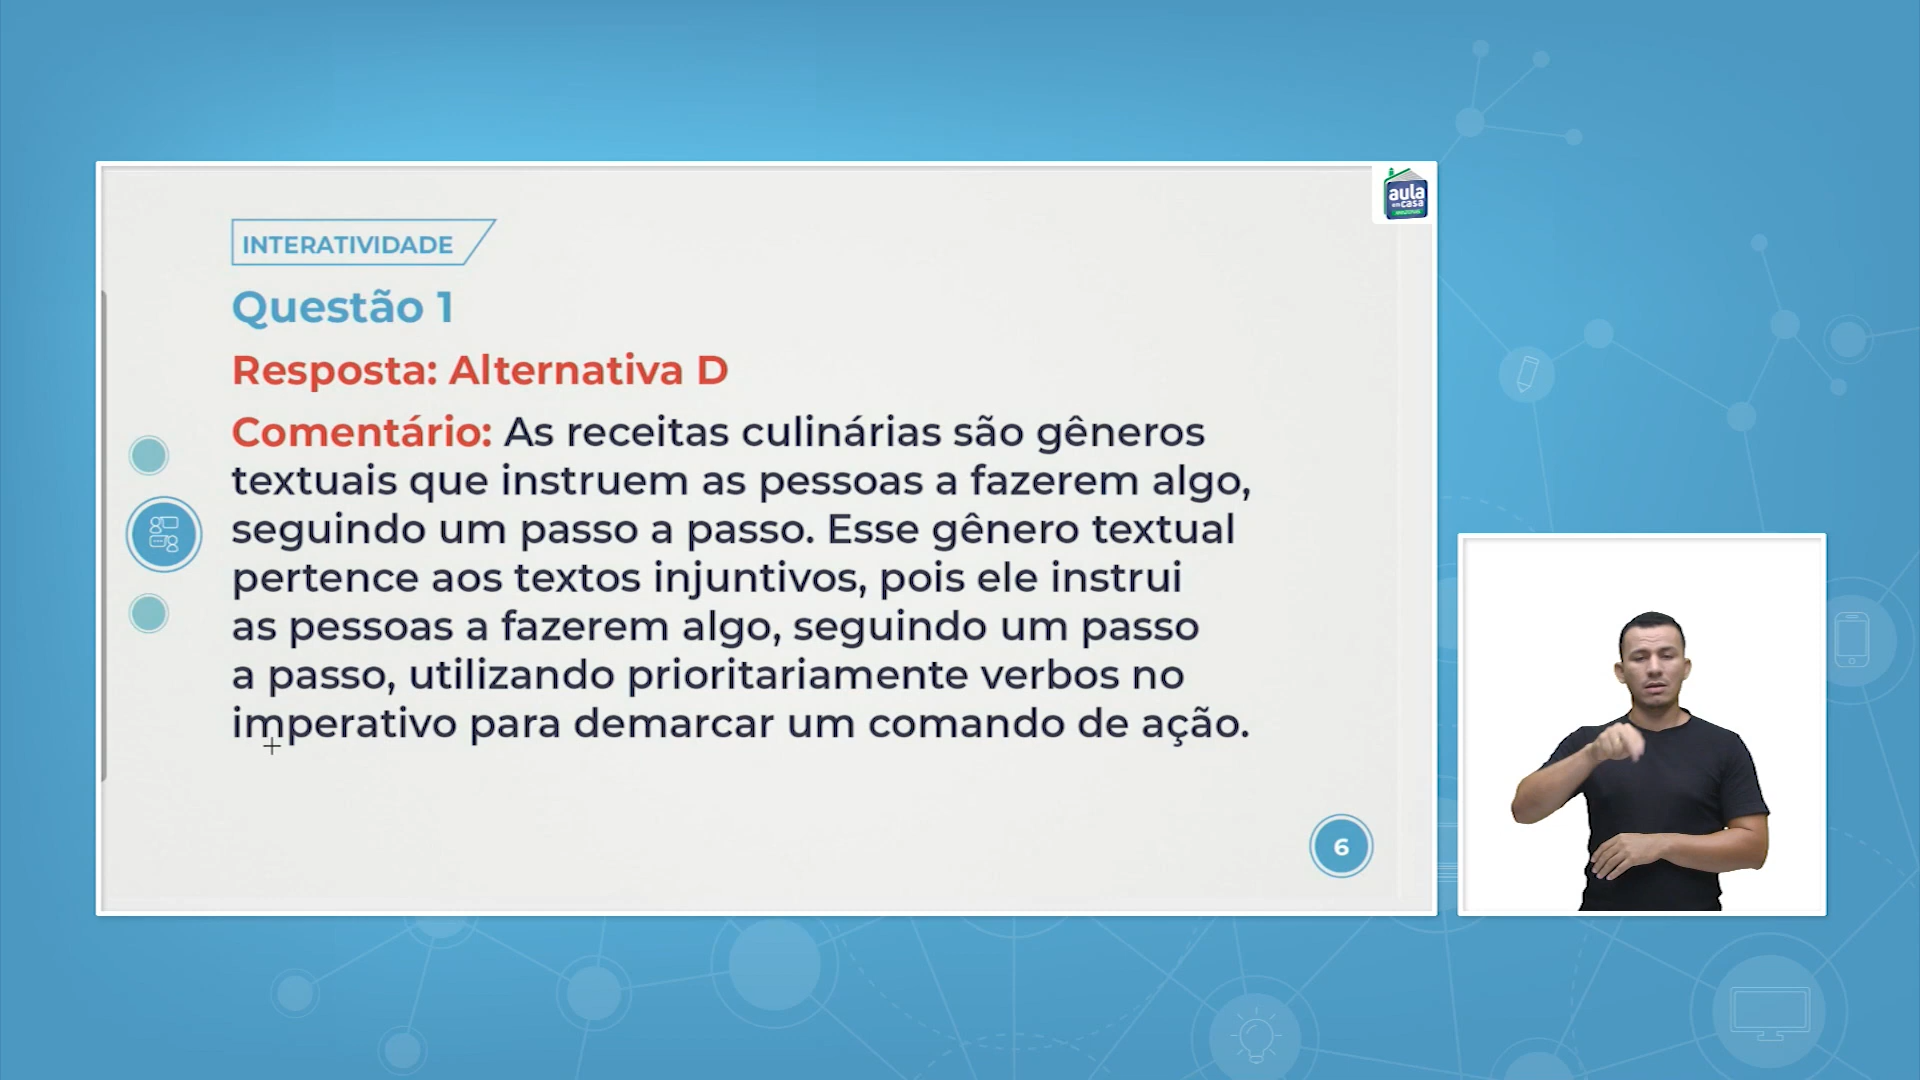 aula
em casa
INTERATIVIDADE
Questão 1
Resposta: Alternativa D
Comentário: As receitas culinárias são gêneros
textuais que instruem as pessoas a fazerem algo,
seguindo um passo a passo. Esse gênero textual
pertence aos textos injuntivos, pois ele instrui
as pessoas a fazerem algo, seguindo um passo
a passo, utilizando prioritariamente verbos no
imperativo para demarcar um comando de ação.
6